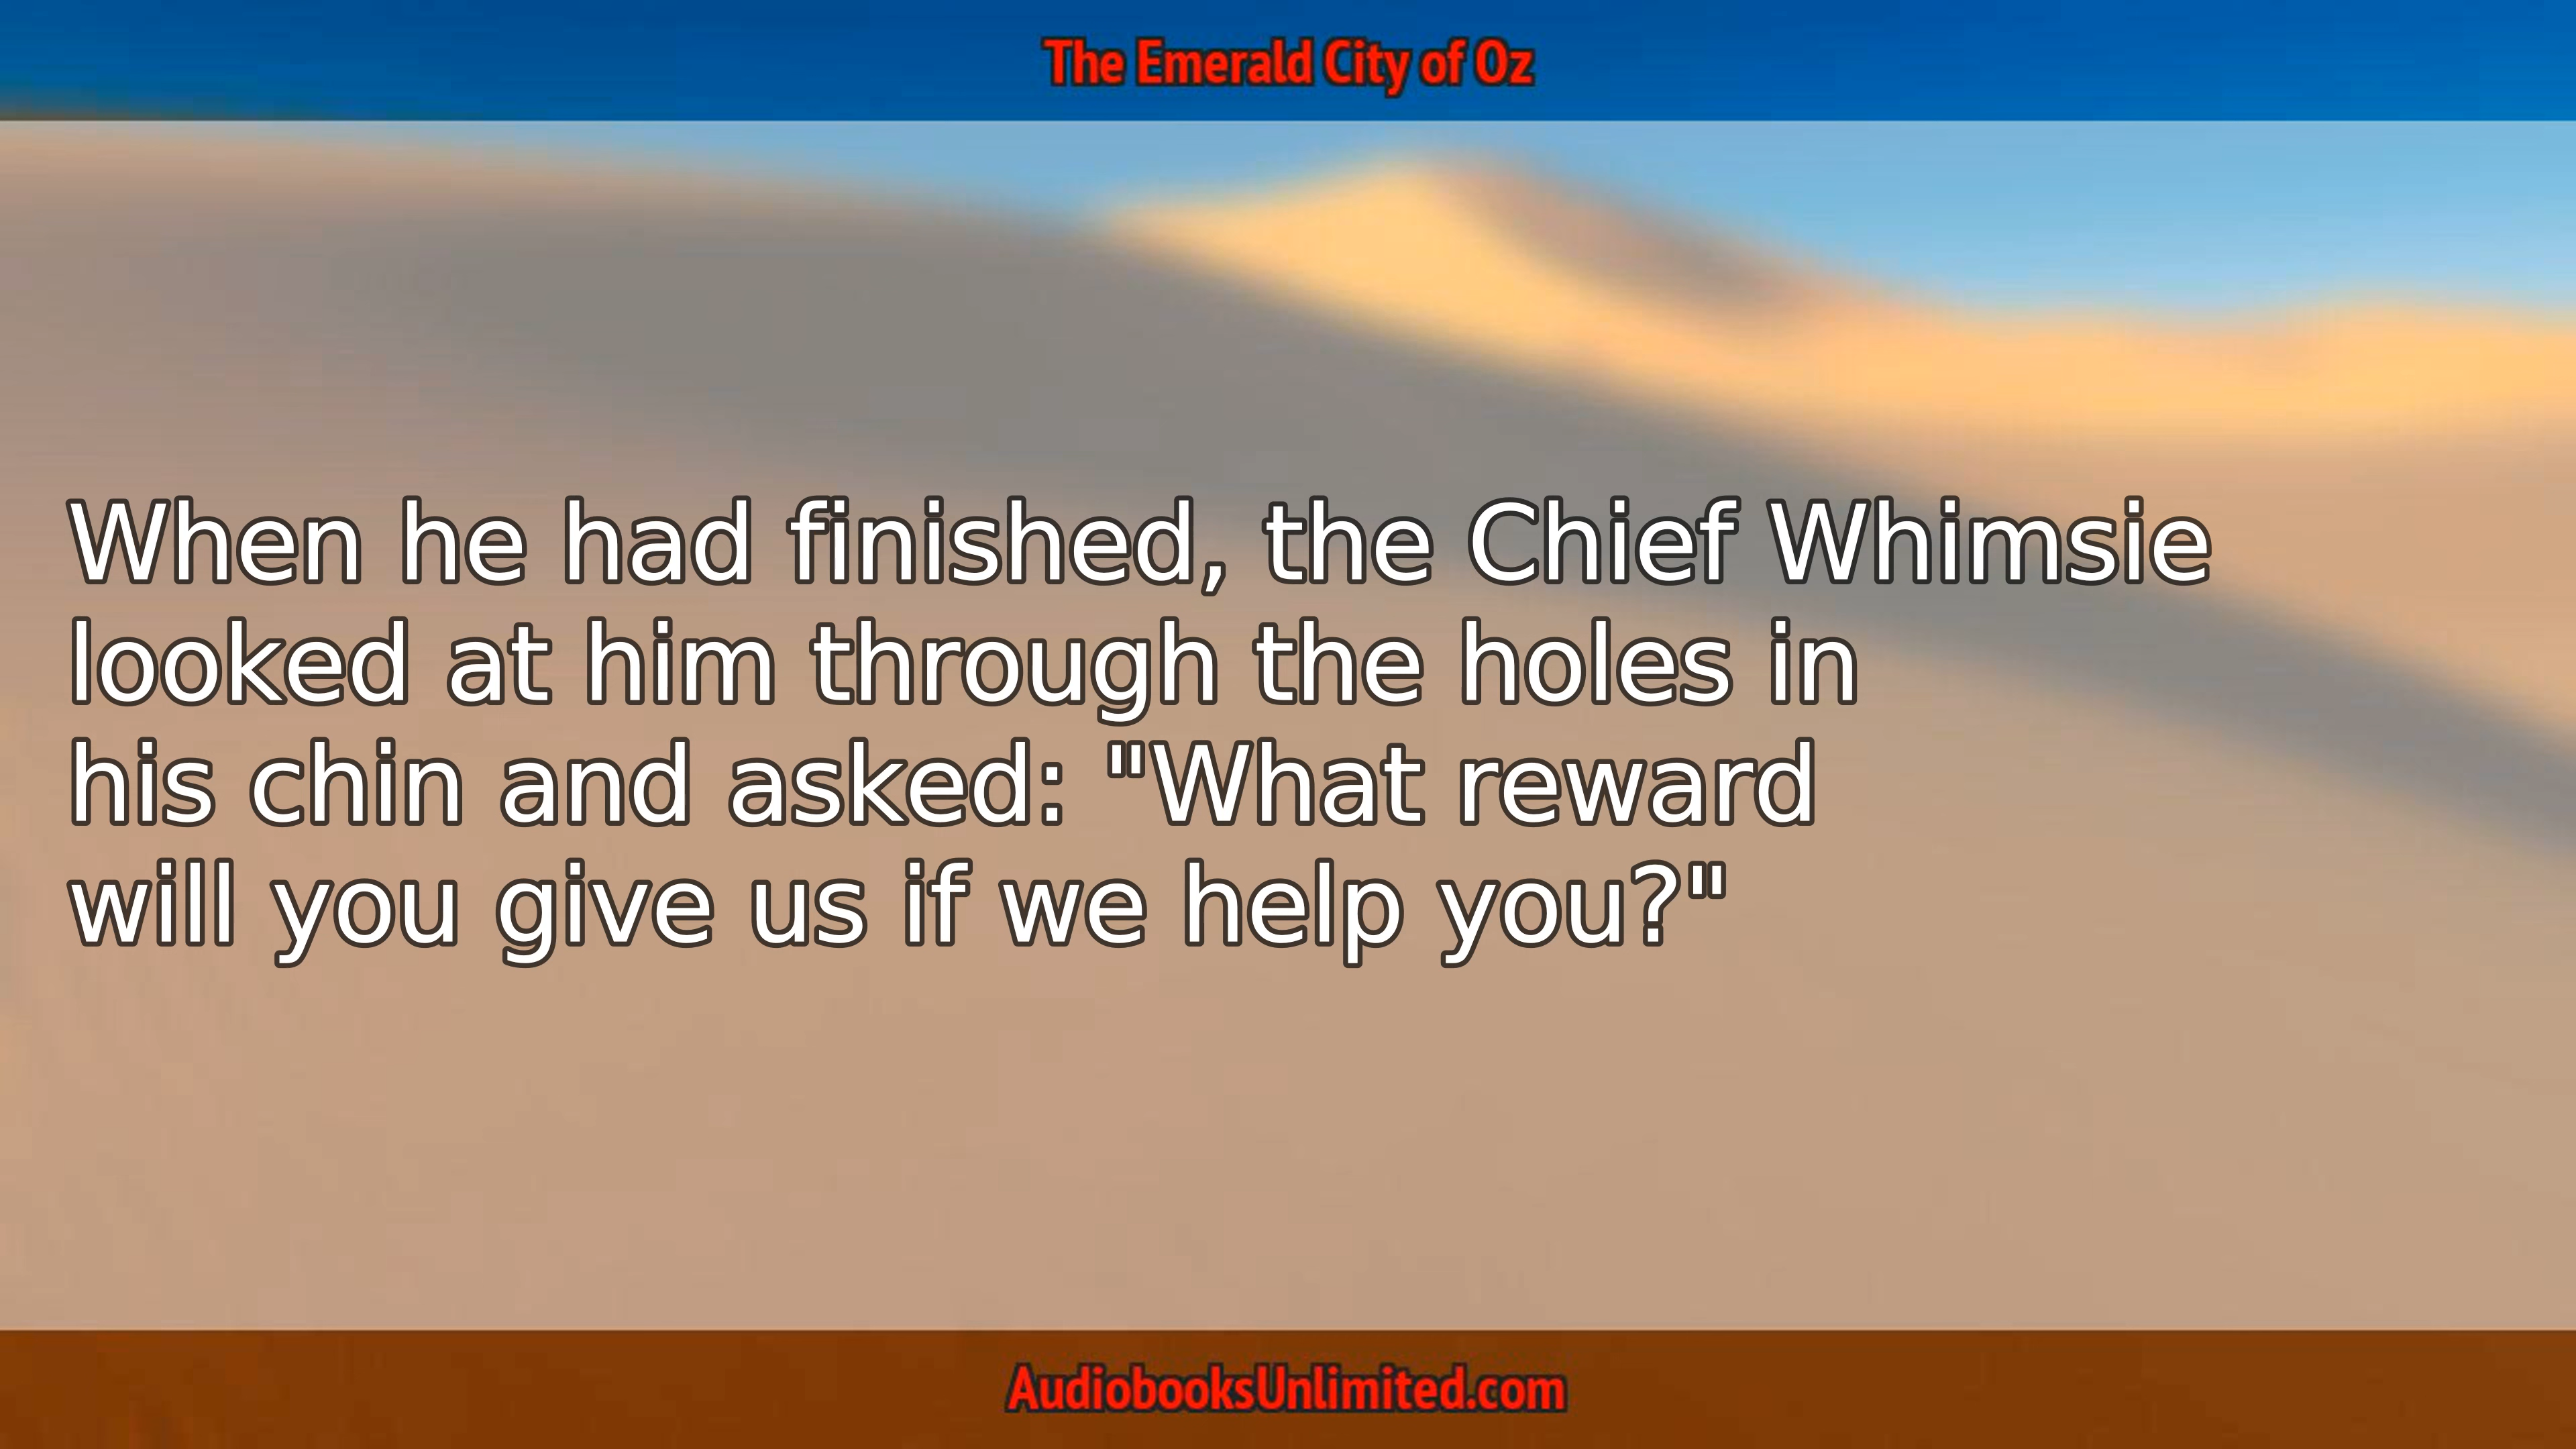 The Emerald City of Oz
When he had finished, the Chief Whimsie
looked at him through the holes in
his chin and asked: "What reward
will you give us if we help you?"
AudiobooksUnlimited.com